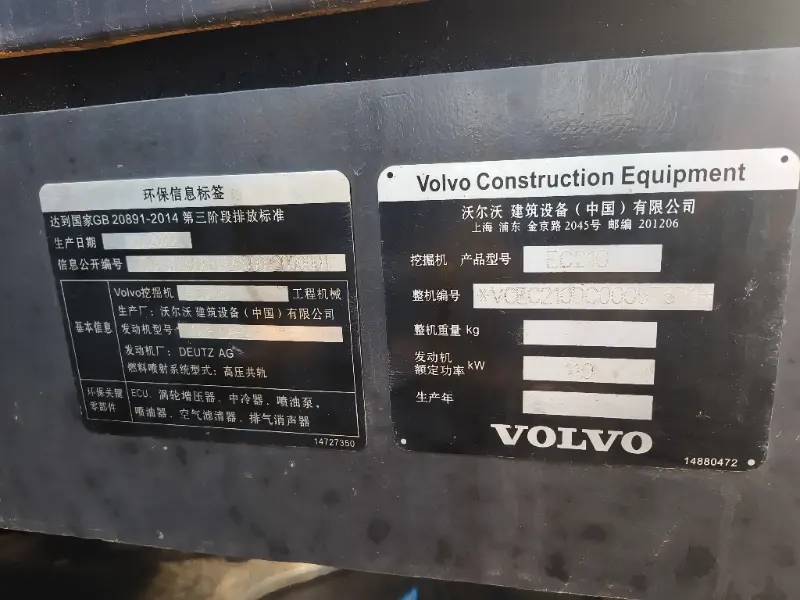 环保信息标签
达到国家GB 20891-2014 第三阶段排放标准
生产日期
信息公开编号
基本信息
Volvo挖掘机 工程机械
生产厂: 沃尔沃 建筑设备（中国）有限公司
发动机型号
发动机厂: DEUTZ AG
燃料喷射系统型式: 高压共轨
环保关键零部件
ECU、涡轮增压器、中冷器、喷油泵、
喷油器、空气滤清器、排气消声器
14727350
Volvo Construction Equipment
沃尔沃 建筑设备（中国）有限公司
上海 浦东 金京路 2045号 邮编 201206
挖掘机 产品型号 EC210
整机编号
整机重量 kg
发动机
额定功率 kW 110
生产年
VOLVO
14880472